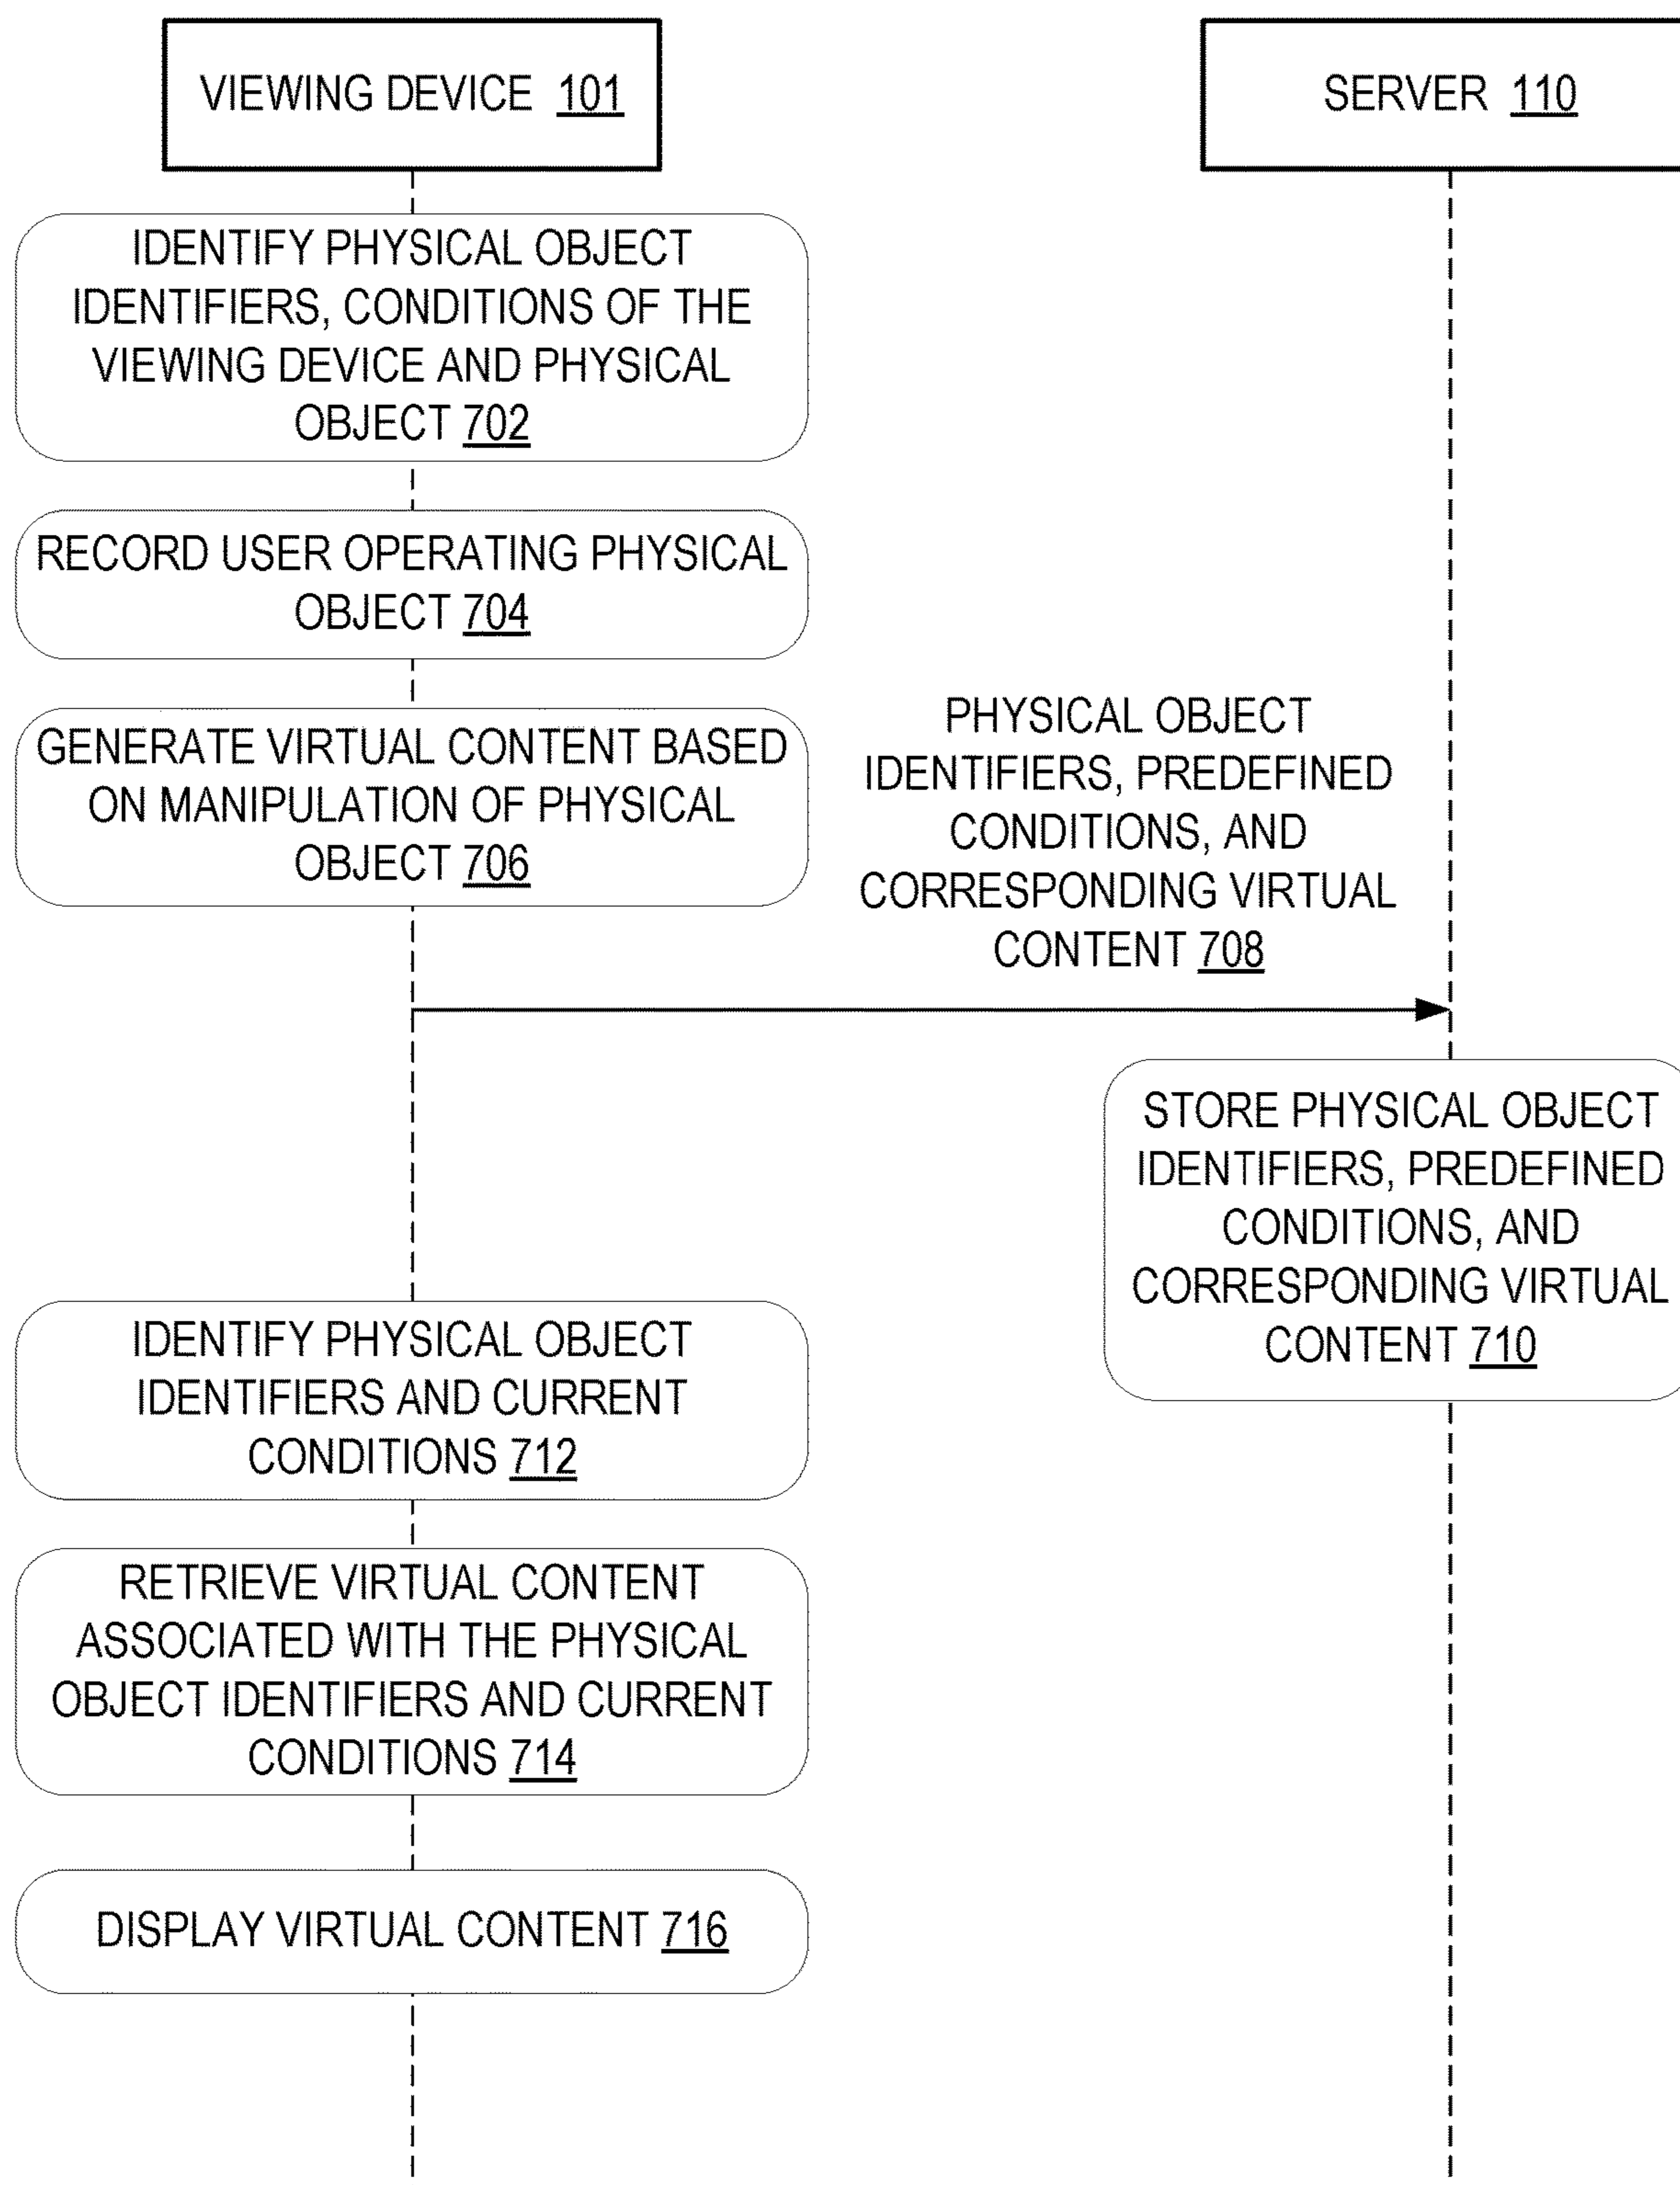 VIEWING DEVICE 101
SERVER 110
IDENTIFY PHYSICAL OBJECT
IDENTIFIERS, CONDITIONS OF THE
VIEWING DEVICE AND PHYSICAL
OBJECT 702
RECORD USER OPERATING PHYSICAL
OBJECT 704
GENERATE VIRTUAL CONTENT BASED
ON MANIPULATION OF PHYSICAL
OBJECT 706
PHYSICAL OBJECT
IDENTIFIERS, PREDEFINED
CONDITIONS, AND
CORRESPONDING VIRTUAL
CONTENT 708
STORE PHYSICAL OBJECT
IDENTIFIERS, PREDEFINED
CONDITIONS, AND
CORRESPONDING VIRTUAL
CONTENT 710
IDENTIFY PHYSICAL OBJECT
IDENTIFIERS AND CURRENT
CONDITIONS 712
RETRIEVE VIRTUAL CONTENT
ASSOCIATED WITH THE PHYSICAL
OBJECT IDENTIFIERS AND CURRENT
CONDITIONS 714
DISPLAY VIRTUAL CONTENT 716